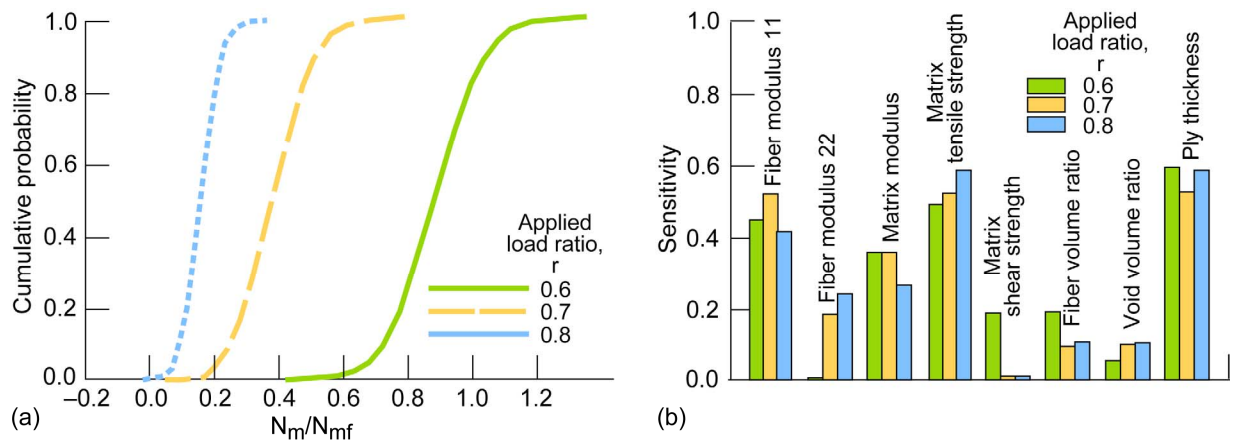 1.0
0.8
0.6
0.4
0.2
0.0
Cumulative probability
–0.2
0.0
0.2
0.4
0.6
0.8
1.0
1.2
Nm/Nmf
Applied
load ratio,
r
0.6
0.7
0.8
(a)
1.0
0.8
0.6
0.4
0.2
0.0
Sensitivity
Fiber modulus 11
Fiber modulus 22
Matrix modulus
Matrix
tensile strength
Matrix
shear strength
Fiber volume ratio
Void volume ratio
Ply thickness
Applied
load ratio,
r
0.6
0.7
0.8
(b)